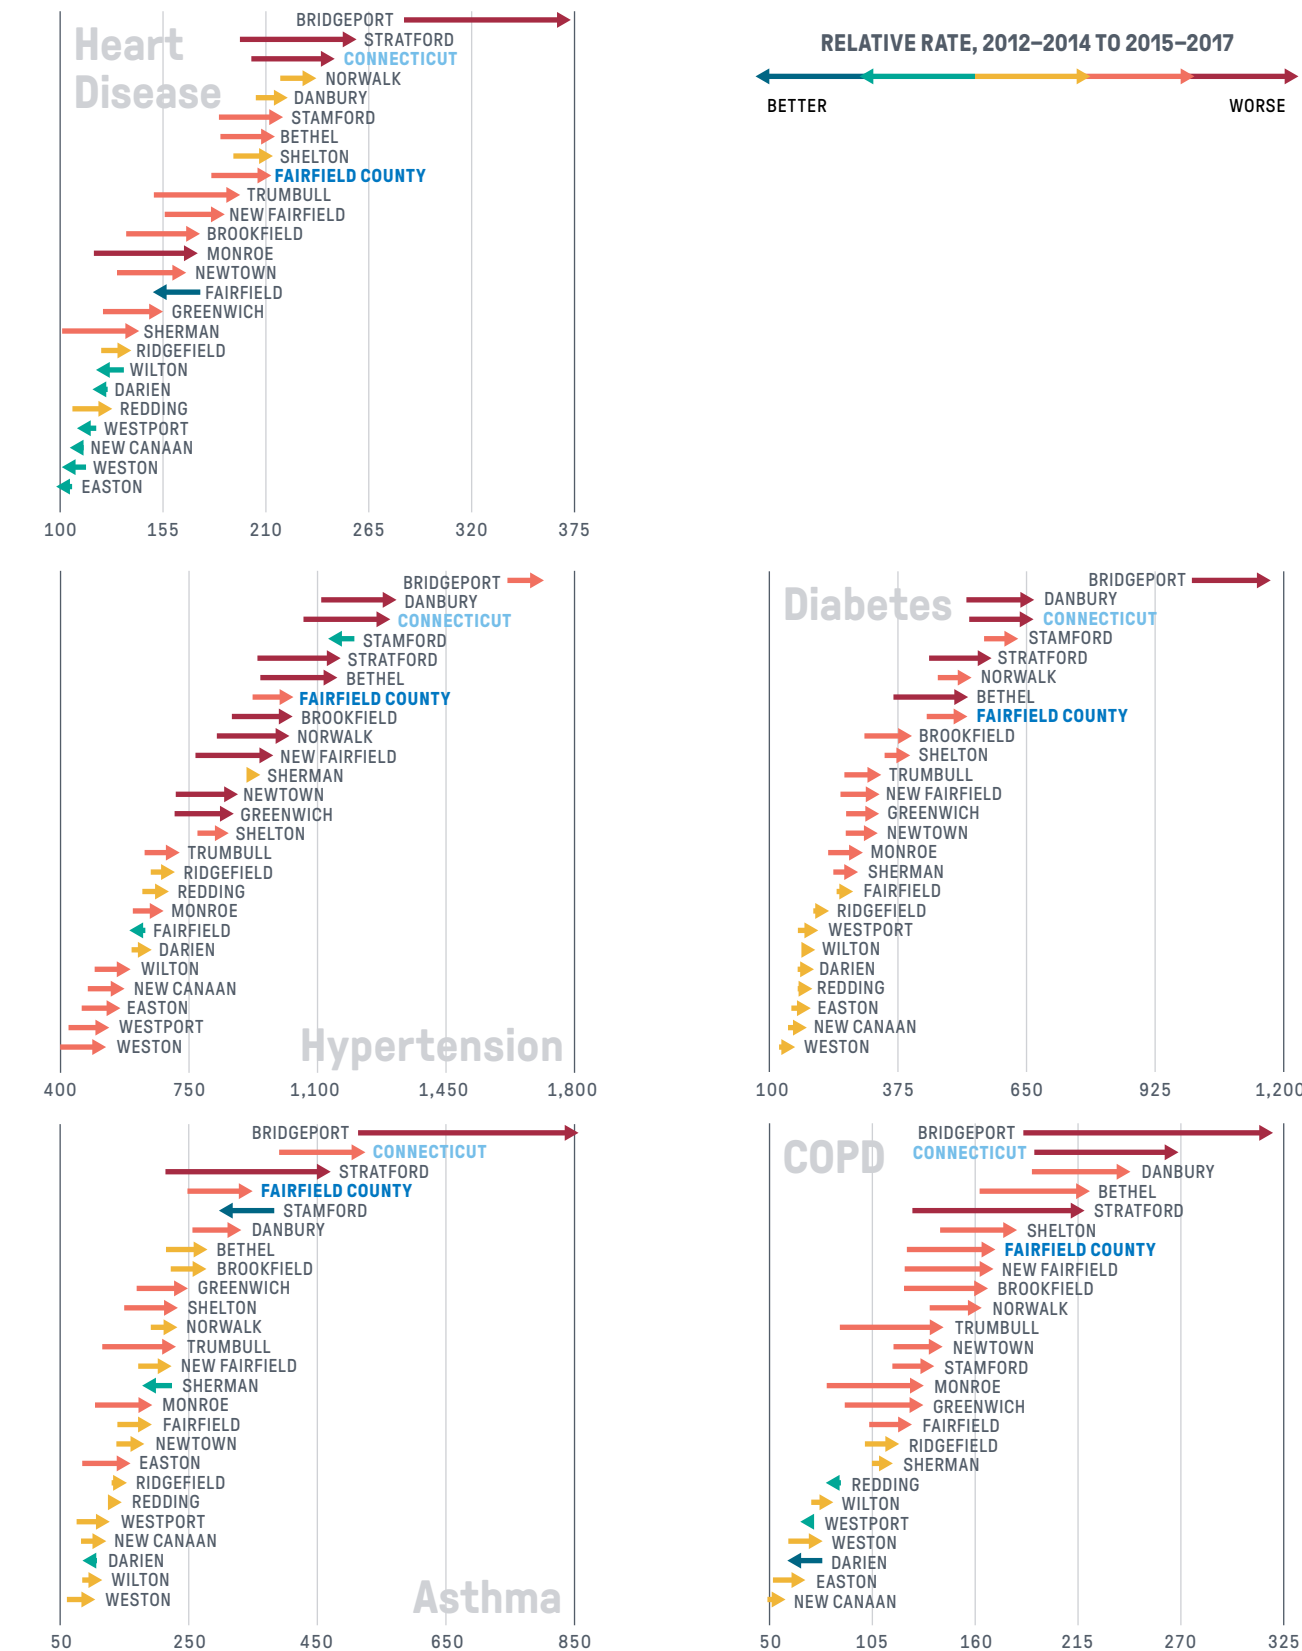 Heart
Disease
BRIDGEPORT
STRATFORD
CONNECTICUT
NORWALK
DANBURY
STAMFORD
BETHEL
SHELTON
FAIRFIELD COUNTY
TRUMBULL
NEW FAIRFIELD
BROOKFIELD
MONROE
NEWTOWN
FAIRFIELD
GREENWICH
SHERMAN
RIDGEFIELD
WILTON
DARIEN
REDDING
WESTPORT
NEW CANAAN
WESTON
EASTON
100 155 210 265 320 375
RELATIVE RATE, 2012–2014 TO 2015–2017
BETTER WORSE
BRIDGEPORT
DANBURY
CONNECTICUT
STAMFORD
STRATFORD
BETHEL
FAIRFIELD COUNTY
BROOKFIELD
NORWALK
NEW FAIRFIELD
SHERMAN
NEWTOWN
GREENWICH
SHELTON
TRUMBULL
RIDGEFIELD
REDDING
MONROE
FAIRFIELD
DARIEN
WILTON
NEW CANAAN
EASTON
WESTPORT
WESTON
Hypertension
400 750 1,100 1,450 1,800
Diabetes
BRIDGEPORT
DANBURY
CONNECTICUT
STAMFORD
STRATFORD
NORWALK
BETHEL
FAIRFIELD COUNTY
BROOKFIELD
SHELTON
TRUMBULL
NEW FAIRFIELD
GREENWICH
NEWTOWN
MONROE
SHERMAN
FAIRFIELD
RIDGEFIELD
WESTPORT
WILTON
DARIEN
REDDING
EASTON
NEW CANAAN
WESTON
100 375 650 925 1,200
BRIDGEPORT
CONNECTICUT
STRATFORD
FAIRFIELD COUNTY
STAMFORD
DANBURY
BETHEL
BROOKFIELD
GREENWICH
SHELTON
NORWALK
TRUMBULL
NEW FAIRFIELD
SHERMAN
MONROE
FAIRFIELD
NEWTOWN
EASTON
RIDGEFIELD
REDDING
WESTPORT
NEW CANAAN
DARIEN
WILTON
WESTON
Asthma
50 250 450 650 850
COPD
BRIDGEPORT
CONNECTICUT
DANBURY
BETHEL
STRATFORD
SHELTON
FAIRFIELD COUNTY
NEW FAIRFIELD
BROOKFIELD
NORWALK
TRUMBULL
NEWTOWN
STAMFORD
MONROE
GREENWICH
FAIRFIELD
RIDGEFIELD
SHERMAN
REDDING
WILTON
WESTPORT
WESTON
DARIEN
EASTON
NEW CANAAN
50 105 160 215 270 325